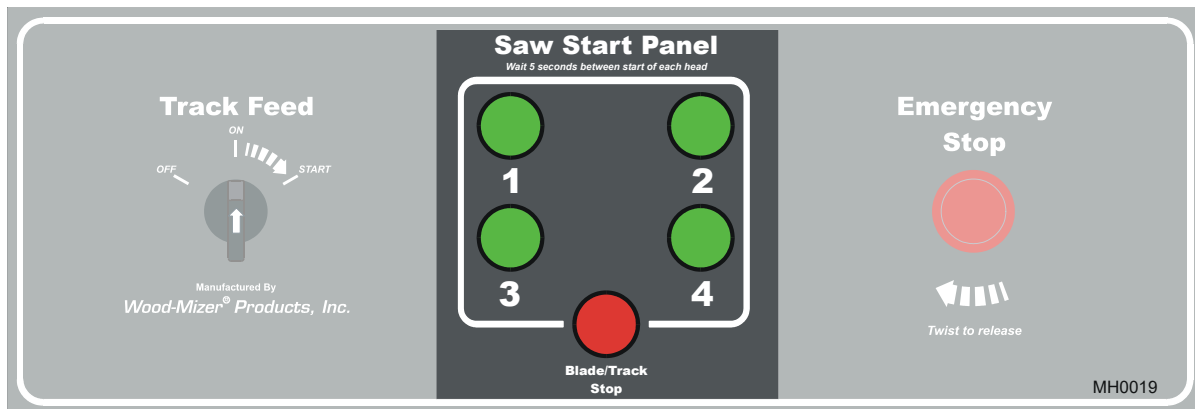 Saw Start Panel
Wait 5 seconds between start of each head
Track Feed
ON
OFF
START
Manufactured By
Wood-Mizer® Products, Inc.
1
2
3
4
Blade/Track
Stop
Emergency
Stop
Twist to release
MH0019